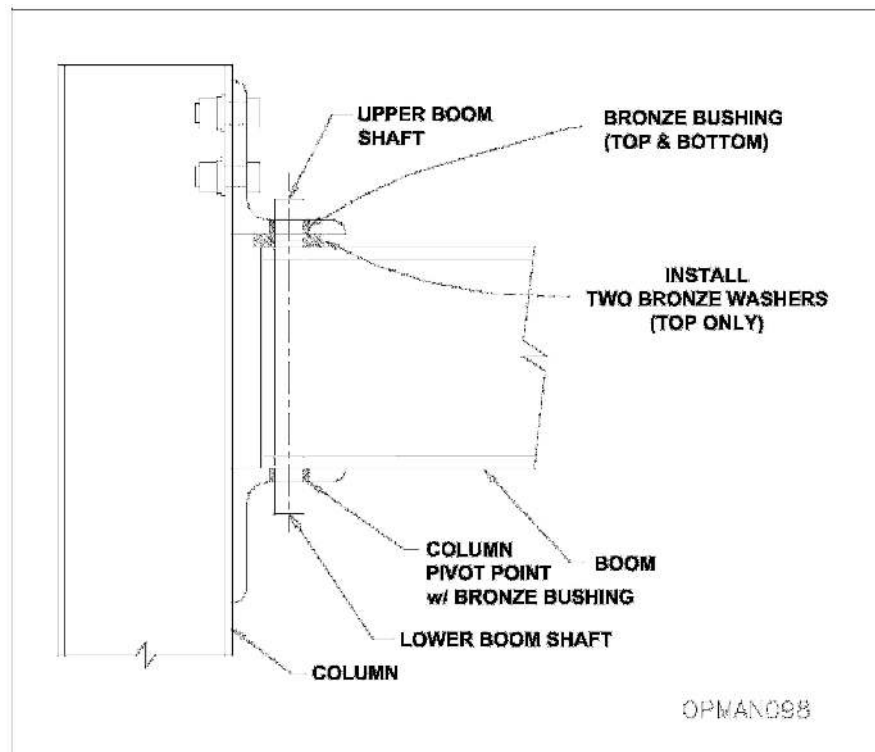 UPPER BOOM
SHAFT
BRONZE BUSHING
(TOP & BOTTOM)
INSTALL
TWO BRONZE WASHERS
(TOP ONLY)
COLUMN
PIVOT POINT
w/ BRONZE BUSHING
BOOM
LOWER BOOM SHAFT
COLUMN
OPMAN098